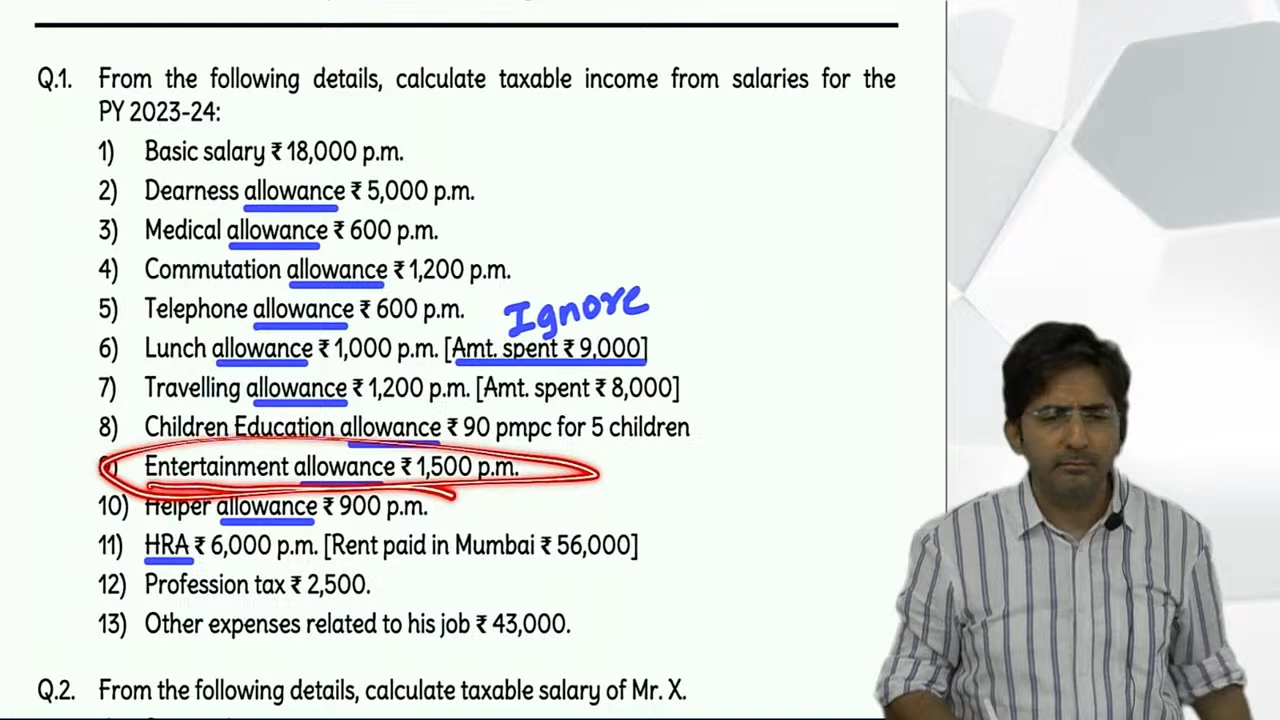 Q.1. From the following details, calculate taxable income from salaries for the
PY 2023-24:
1) Basic salary ₹ 18,000 p.m.
2) Dearness allowance ₹ 5,000 p.m.
3) Medical allowance ₹ 600 p.m.
4) Commutation allowance ₹ 1,200 p.m.
5) Telephone allowance ₹ 600 p.m.
Ignore
6) Lunch allowance ₹ 1,000 p.m. [Amt. spent ₹ 9,000]
7) Travelling allowance ₹ 1,200 p.m. [Amt. spent ₹ 8,000]
8) Children Education allowance ₹ 90 pmpc for 5 children
Entertainment allowance ₹ 1,500 p.m.
10) Helper allowance ₹ 900 p.m.
11) HRA ₹ 6,000 p.m. [Rent paid in Mumbai ₹ 56,000]
12) Profession tax ₹ 2,500.
13) Other expenses related to his job ₹ 43,000.
Q.2. From the following details, calculate taxable salary of Mr. X.